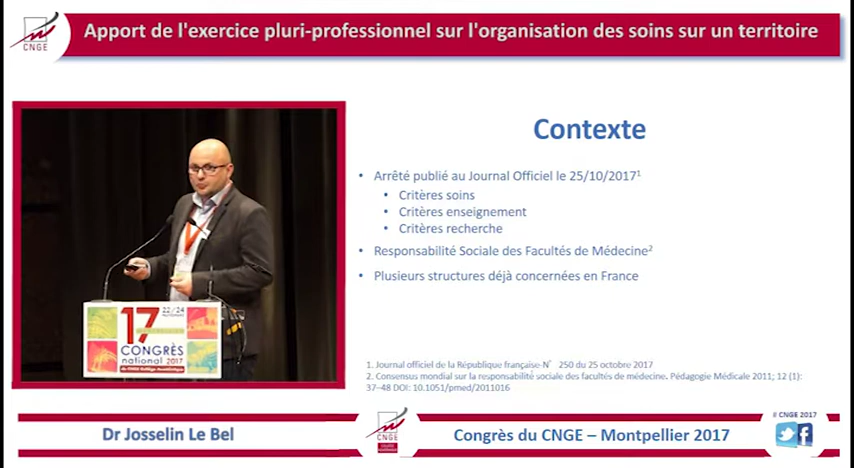 CNGE
Apport de l'exercice pluri-professionnel sur l'organisation des soins sur un territoire
Contexte
• Arrêté publié au Journal Officiel le 25/10/2017¹
• Critères soins
• Critères enseignement
• Critères recherche
• Responsabilité Sociale des Facultés de Médecine²
• Plusieurs structures déjà concernées en France
17
22/24
CONGRÈS
national 2017
1. Journal officiel de la République française-N° 250 du 25 octobre 2017
2. Consensus mondial sur la responsabilité sociale des facultés de médecine. Pédagogie Médicale 2011; 12 (1):
37–48 DOI: 10.1051/pmed/2011016
Dr Josselin Le Bel
CNGE
Congrès du CNGE – Montpellier 2017
# CNGE 2017